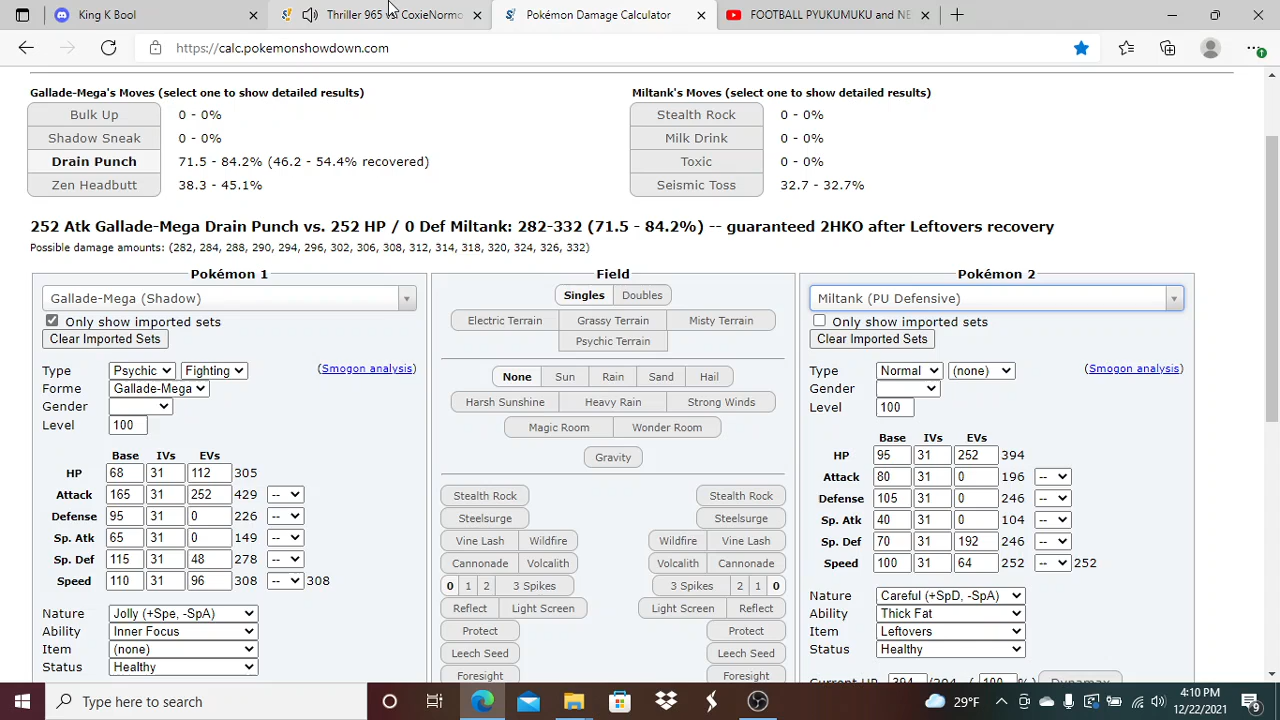 King K Bool
Thriller 965 CoxieNormo
Pokémon Damage Calculator
FOOTBALL PYUKUMUKU and NE
https://calc.pokemonshowdown.com
Gallade-Mega's Moves (select one to show detailed results)
Bulk Up 0 - 0%
Shadow Sneak 0 - 0%
Drain Punch 71.5 - 84.2% (46.2 - 54.4% recovered)
Zen Headbutt 38.3 - 45.1%
Miltank's Moves (select one to show detailed results)
Stealth Rock 0 - 0%
Milk Drink 0 - 0%
Toxic 0 - 0%
Seismic Toss 32.7 - 32.7%
252 Atk Gallade-Mega Drain Punch vs. 252 HP / 0 Def Miltank: 282-332 (71.5 - 84.2%) -- guaranteed 2HKO after Leftovers recovery
Possible damage amounts: (282, 284, 288, 290, 294, 296, 302, 306, 308, 312, 314, 318, 320, 324, 326, 332)
Pokémon 1
Gallade-Mega (Shadow)
Only show imported sets
Clear Imported Sets
Type Psychic Fighting (Smogon analysis)
Forme Gallade-Mega
Gender
Level 100
Base IVs EVs
HP 68 31 112 305
Attack 165 31 252 429 --
Defense 95 31 0 226 --
Sp. Atk 65 31 0 149 --
Sp. Def 115 31 48 278 --
Speed 110 31 96 308 -- 308
Nature Jolly (+Spe, -SpA)
Ability Inner Focus
Item (none)
Status Healthy
Field
Singles Doubles
Electric Terrain Grassy Terrain Misty Terrain
Psychic Terrain
None Sun Rain Sand Hail
Harsh Sunshine Heavy Rain Strong Winds
Magic Room Wonder Room
Gravity
Stealth Rock Stealth Rock
Steelsurge Steelsurge
Vine Lash Wildfire Wildfire Vine Lash
Cannonade Volcalith Volcalith Cannonade
0 1 2 3 Spikes 3 Spikes 2 1 0
Reflect Light Screen Light Screen Reflect
Protect Protect
Leech Seed Leech Seed
Foresight Foresight
Pokémon 2
Miltank (PU Defensive)
Only show imported sets
Clear Imported Sets
Type Normal (none) (Smogon analysis)
Gender
Level 100
Base IVs EVs
HP 95 31 252 394
Attack 80 31 0 196 --
Defense 105 31 0 246 --
Sp. Atk 40 31 0 104 --
Sp. Def 70 31 192 246 --
Speed 100 31 64 252 -- 252
Nature Careful (+SpD, -SpA)
Ability Thick Fat
Item Leftovers
Status Healthy
Current HP 394 /394 ( 100 %) Dynamax
Type here to search
29°F
4:10 PM
12/22/2021
9